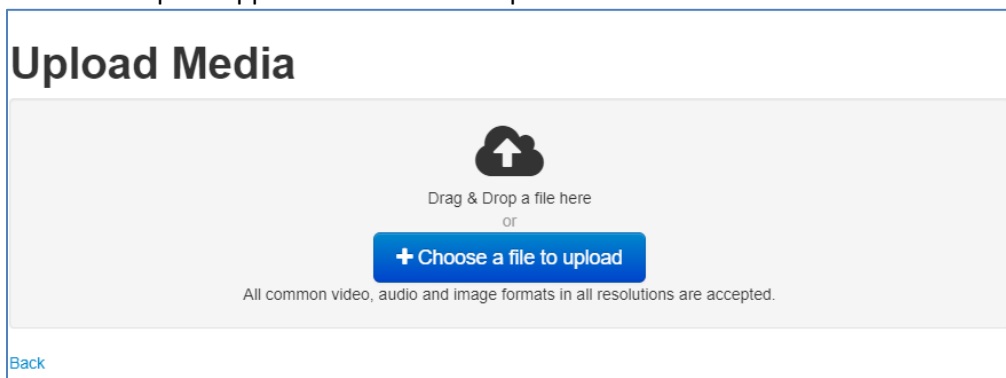 Upload Media
Drag & Drop a file here
or
+ Choose a file to upload
All common video, audio and image formats in all resolutions are accepted.
Back